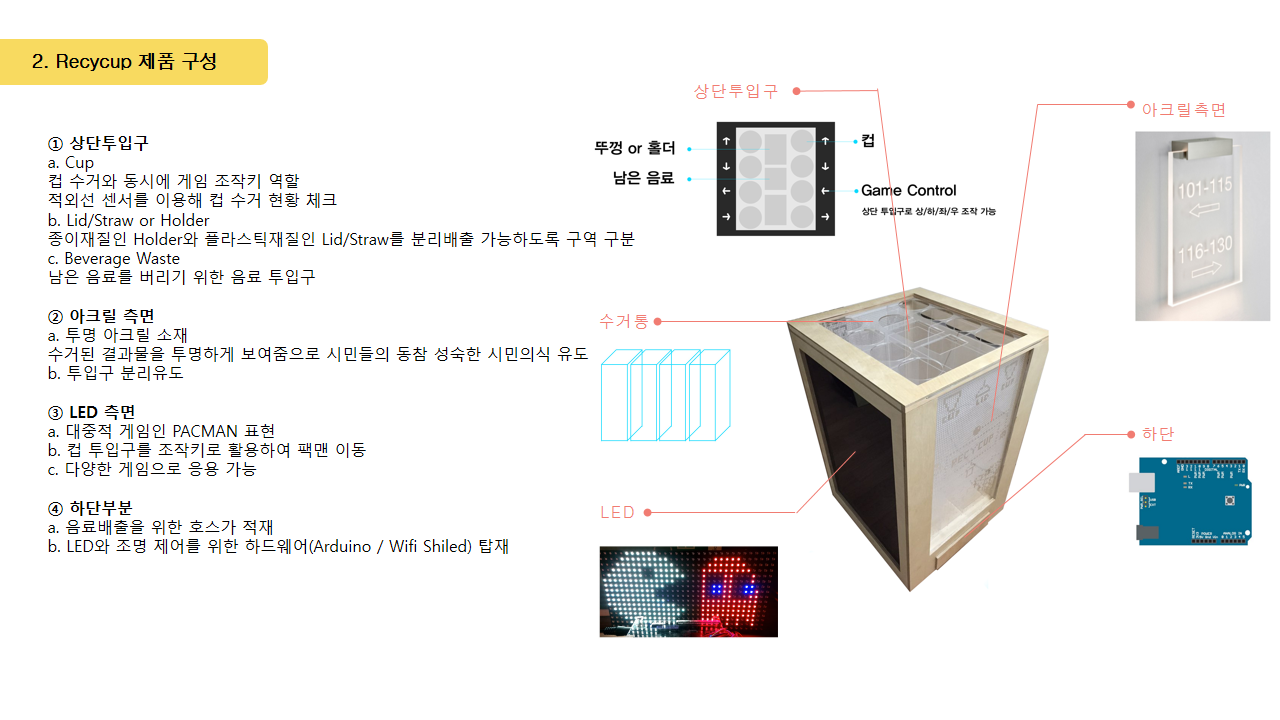 2. Recycup 제품 구성
① 상단투입구
a. Cup
컵 수거와 동시에 게임 조작키 역할
적외선 센서를 이용해 컵 수거 현황 체크
b. Lid/Straw or Holder
종이재질인 Holder와 플라스틱재질인 Lid/Straw를 분리배출 가능하도록 구역 구분
c. Beverage Waste
남은 음료를 버리기 위한 음료 투입구
② 아크릴 측면
a. 투명 아크릴 소재
수거된 결과물을 투명하게 보여줌으로 시민들의 동참 성숙한 시민의식 유도
b. 투입구 분리유도
③ LED 측면
a. 대중적 게임인 PACMAN 표현
b. 컵 투입구를 조작키로 활용하여 팩맨 이동
c. 다양한 게임으로 응용 가능
④ 하단부분
a. 음료배출을 위한 호스가 적재
b. LED와 조명 제어를 위한 하드웨어(Arduino / Wifi Shiled) 탑재
상단투입구
뚜껑 or 홀더
남은 음료
컵
Game Control
상단 투입구로 상/하/좌/우 조작 가능
아크릴측면
101-115
116-130
수거통
LED
하단
RECYCUP